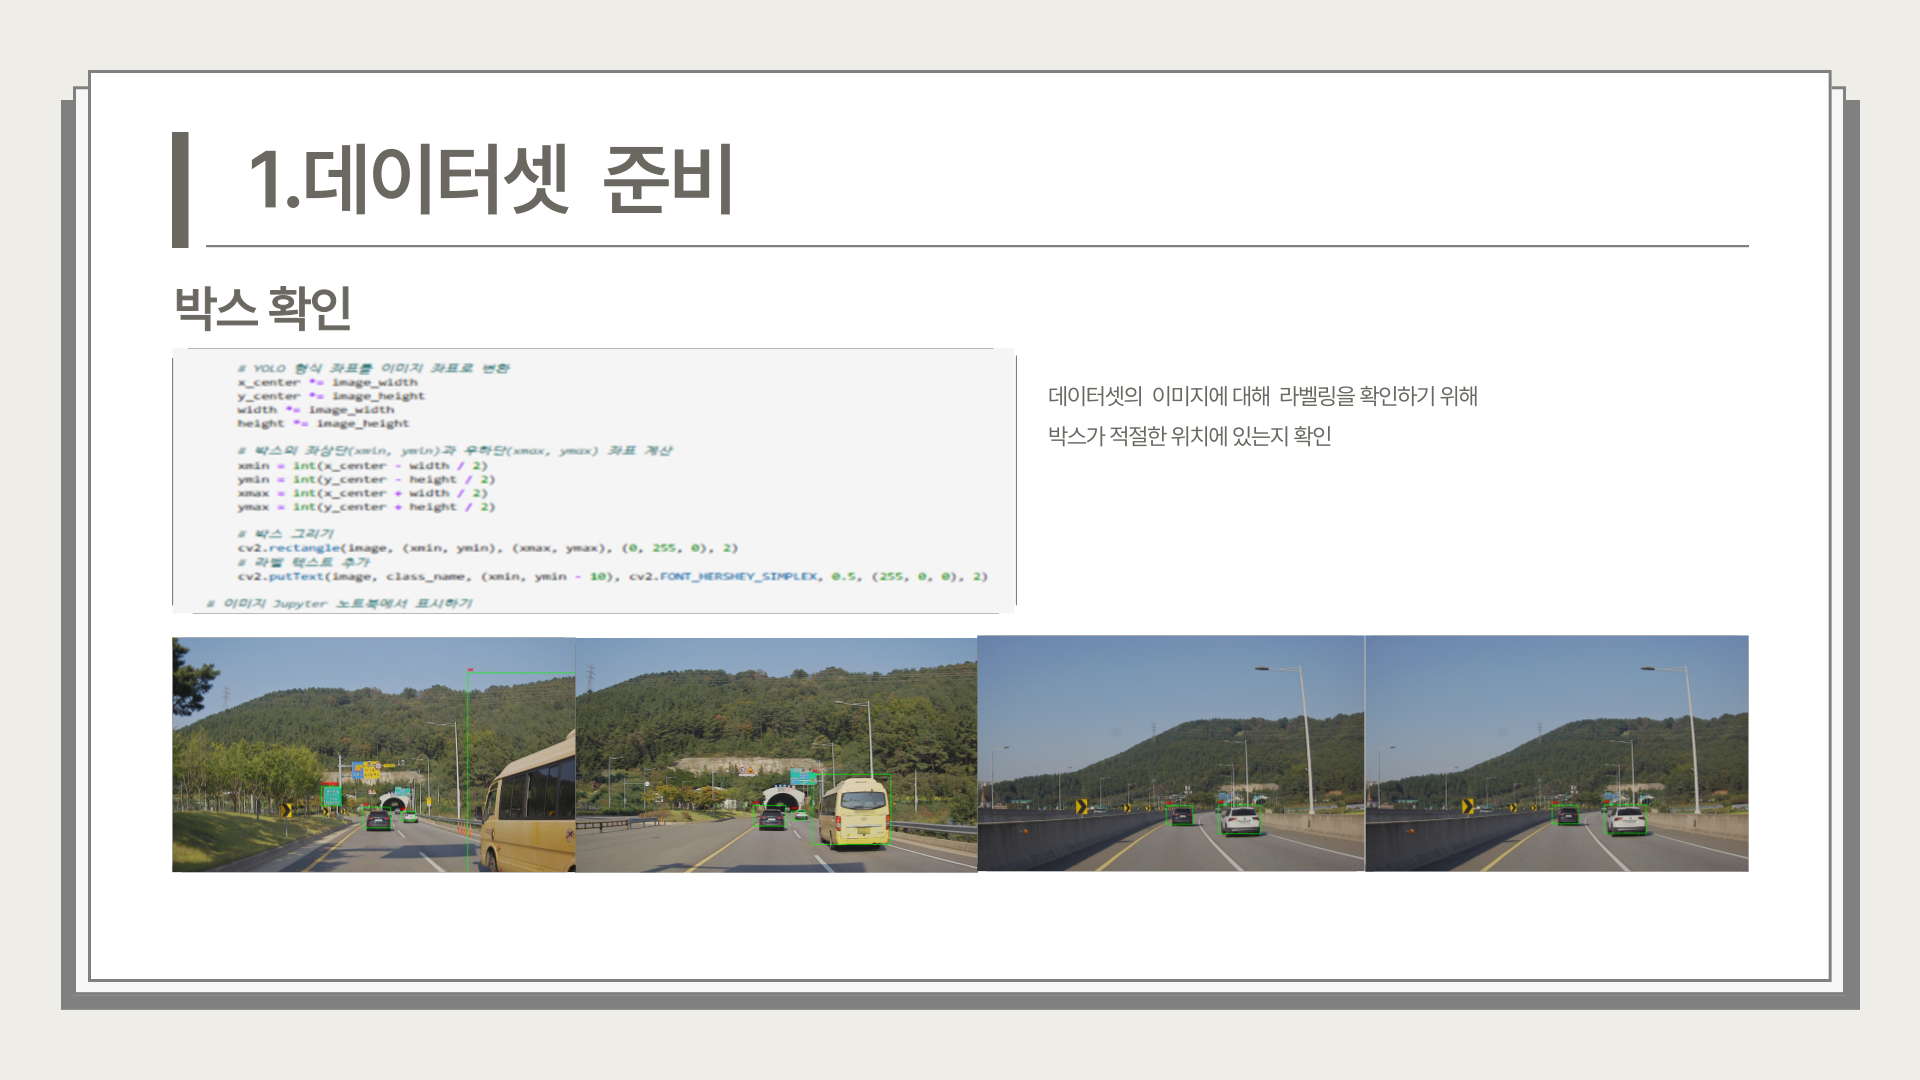 1.데이터셋 준비
박스 확인
# YOLO 형식 좌표를 이미지 좌표로 변환
x_center *= image_width
y_center *= image_height
width *= image_width
height *= image_height
# 박스의 좌상단(xmin, ymin)과 우하단(xmax, ymax) 좌표 계산
xmin = int(x_center - width / 2)
ymin = int(y_center - height / 2)
xmax = int(x_center + width / 2)
ymax = int(y_center + height / 2)
# 박스 그리기
cv2.rectangle(image, (xmin, ymin), (xmax, ymax), (0, 255, 0), 2)
# 라벨 텍스트 추가
cv2.putText(image, class_name, (xmin, ymin - 10), cv2.FONT_HERSHEY_SIMPLEX, 0.5, (255, 0, 0), 2)
# 이미지 Jupyter 노트북에서 표시하기
데이터셋의 이미지에 대해 라벨링을 확인하기 위해
박스가 적절한 위치에 있는지 확인